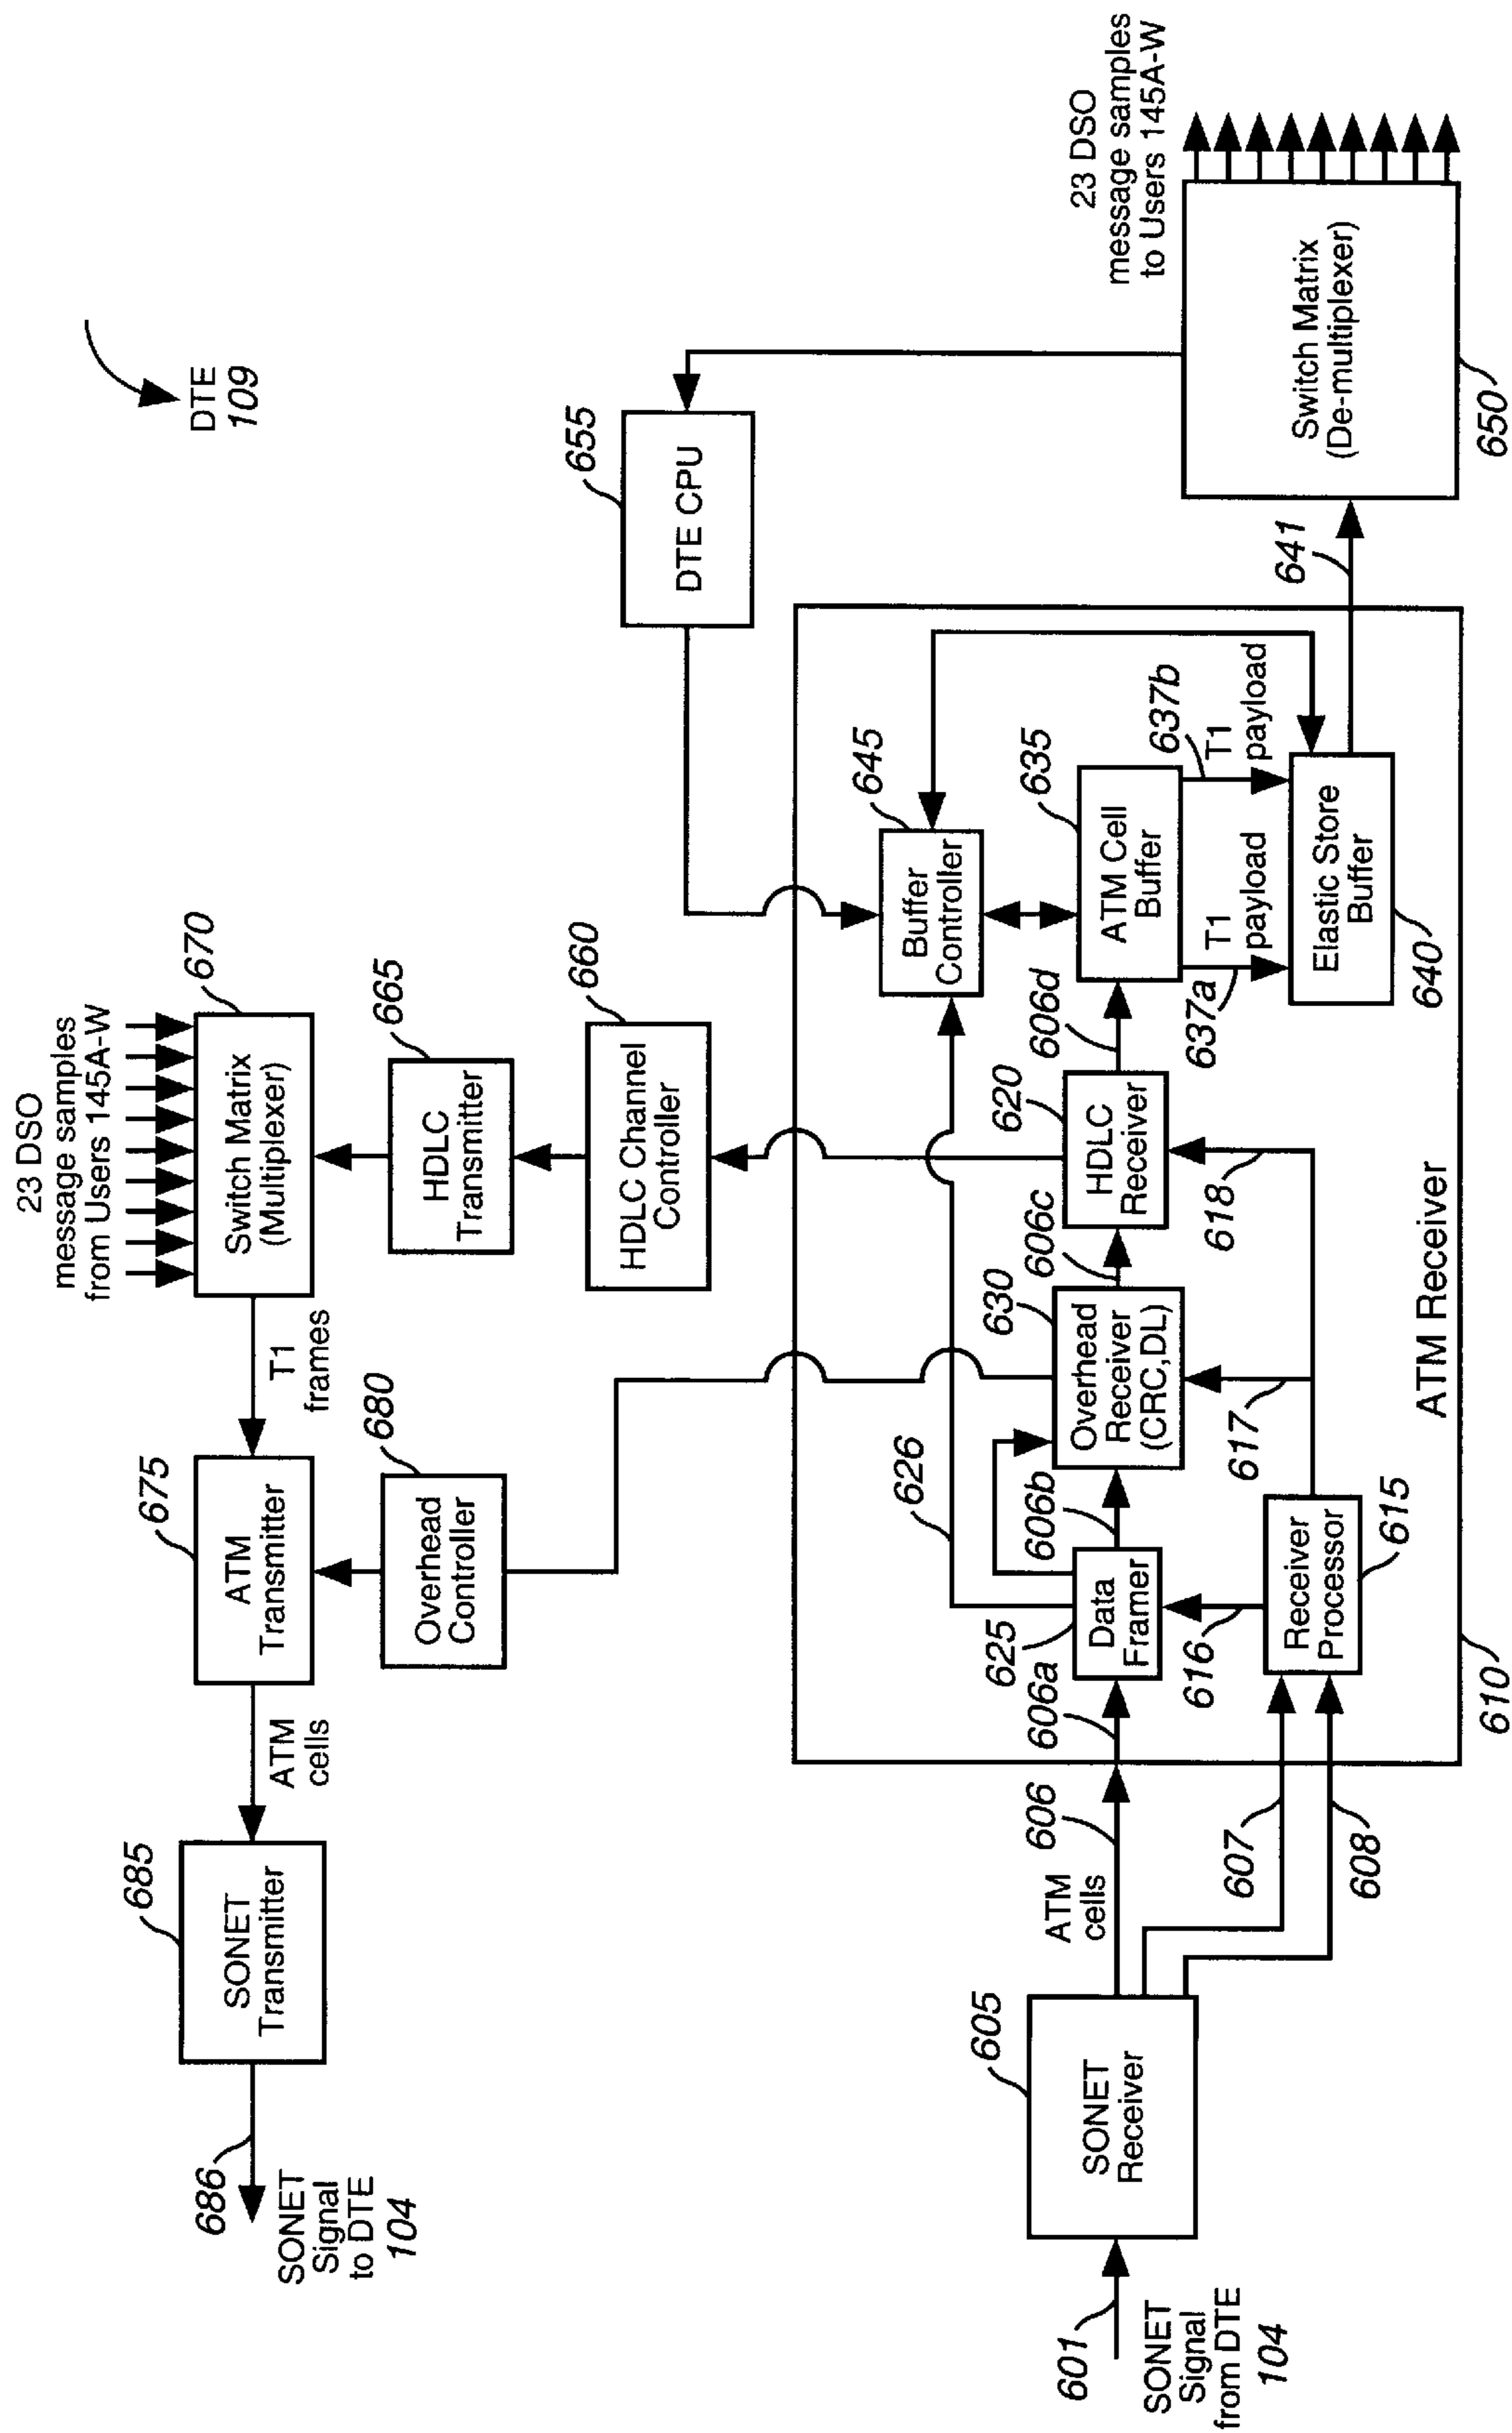 DTE
109
23 DSO
message samples
from Users 145A-W
670
Switch Matrix
(Multiplexer)
T1
frames
665
HDLC
Transmitter
660
HDLC Channel
Controller
675
ATM
Transmitter
680
Overhead
Controller
ATM
cells
685
SONET
Transmitter
686
SONET
Signal
to DTE
104
655
DTE CPU
23 DSO
message samples
to Users 145A-W
Switch Matrix
(De-multiplexer)
650
641
645
Buffer
Controller
635
ATM Cell
Buffer
637b
T1
payload
637a
T1
payload
Elastic Store
Buffer
640
606d
620
HDLC
Receiver
618
606c
630
Overhead
Receiver
(CRC,DL)
617
626
606b
625
Data
Framer
616
Receiver
Processor
615
606a
ATM Receiver
610
606
ATM
cells
607
608
605
SONET
Receiver
601
SONET
Signal
from DTE
104